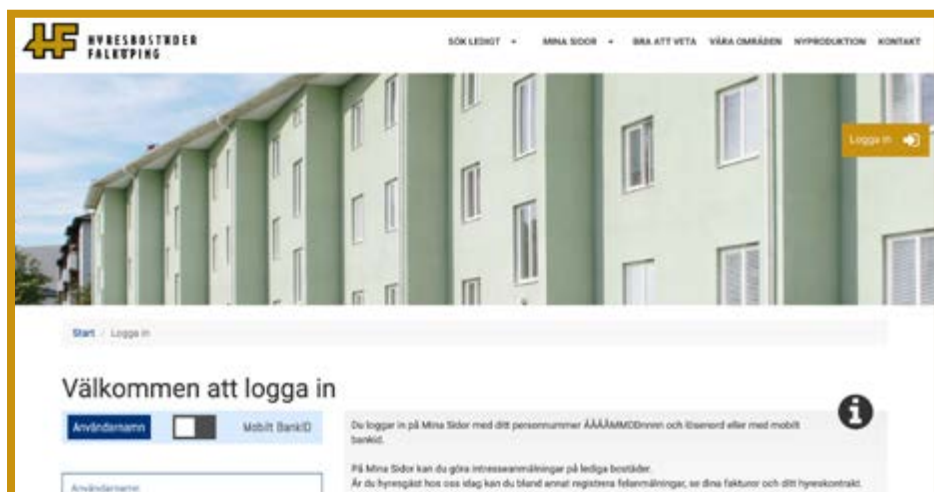 HYRESBOSTÄDER
FALKÖPING
SÖK LEDIGT
MINA SIDOR
BRA ATT VETA
VÅRA OMRÅDEN
NYPRODUKTION
KONTAKT
Logga in
Start / Logga in
Välkommen att logga in
Användarnamn
Mobilt BankID
Du loggar in på Mina Sidor med ditt personnummer ÅÅÅÅMMDDnnnn och lösenord eller med mobilt
bankid.
På Mina Sidor kan du göra intresseanmälningar på lediga bostäder.
Är du hyresgäst hos oss idag kan du bland annat registrera felanmälningar, se dina fakturor och ditt hyreskontrakt.
Användarnamn